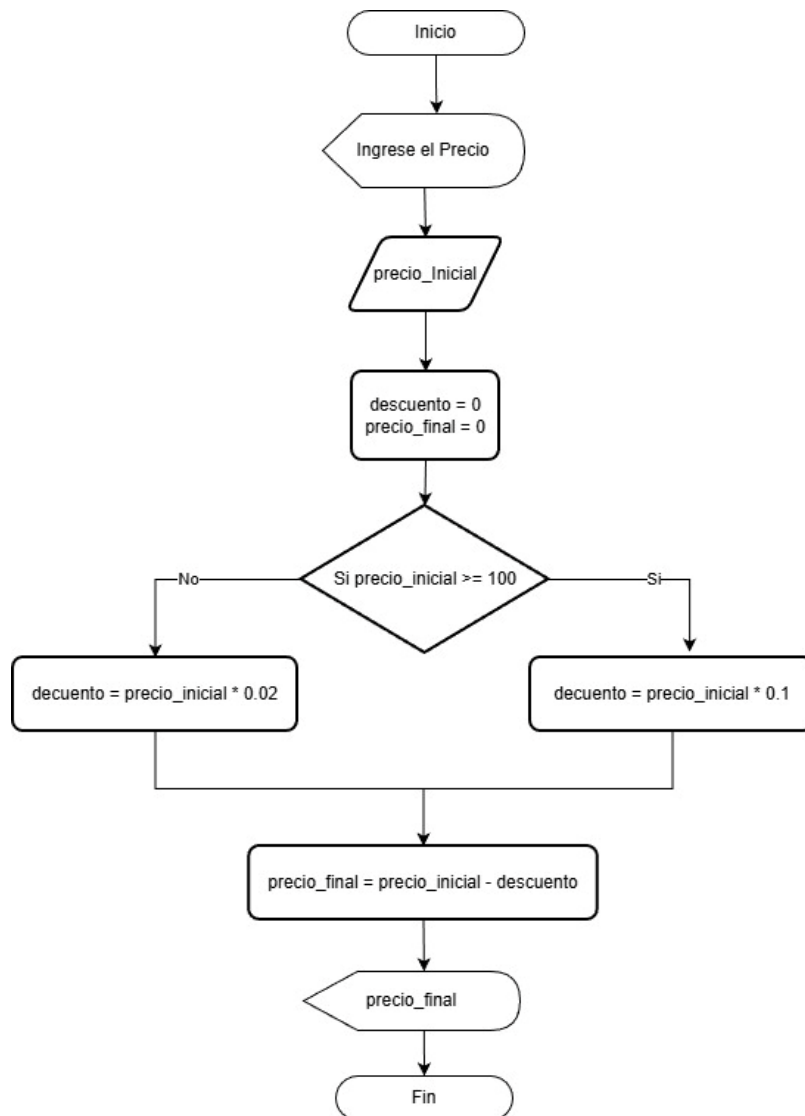 Inicio
Ingrese el Precio
precio_Inicial
descuento = 0
precio_final = 0
Si precio_inicial >= 100
No
Si
decuento = precio_inicial * 0.02
decuento = precio_inicial * 0.1
precio_final = precio_inicial - descuento
precio_final
Fin